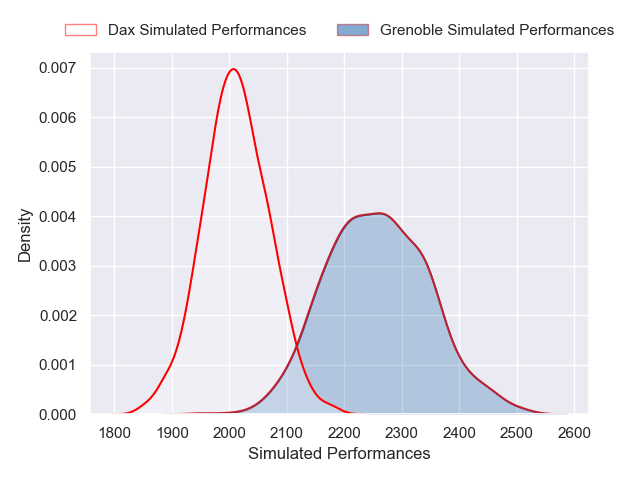 Dax Simulated Performances
Grenoble Simulated Performances
0.007
0.006
0.005
0.004
0.003
0.002
0.001
0.000
Density
1800 1900 2000 2100 2200 2300 2400 2500 2600
Simulated Performances